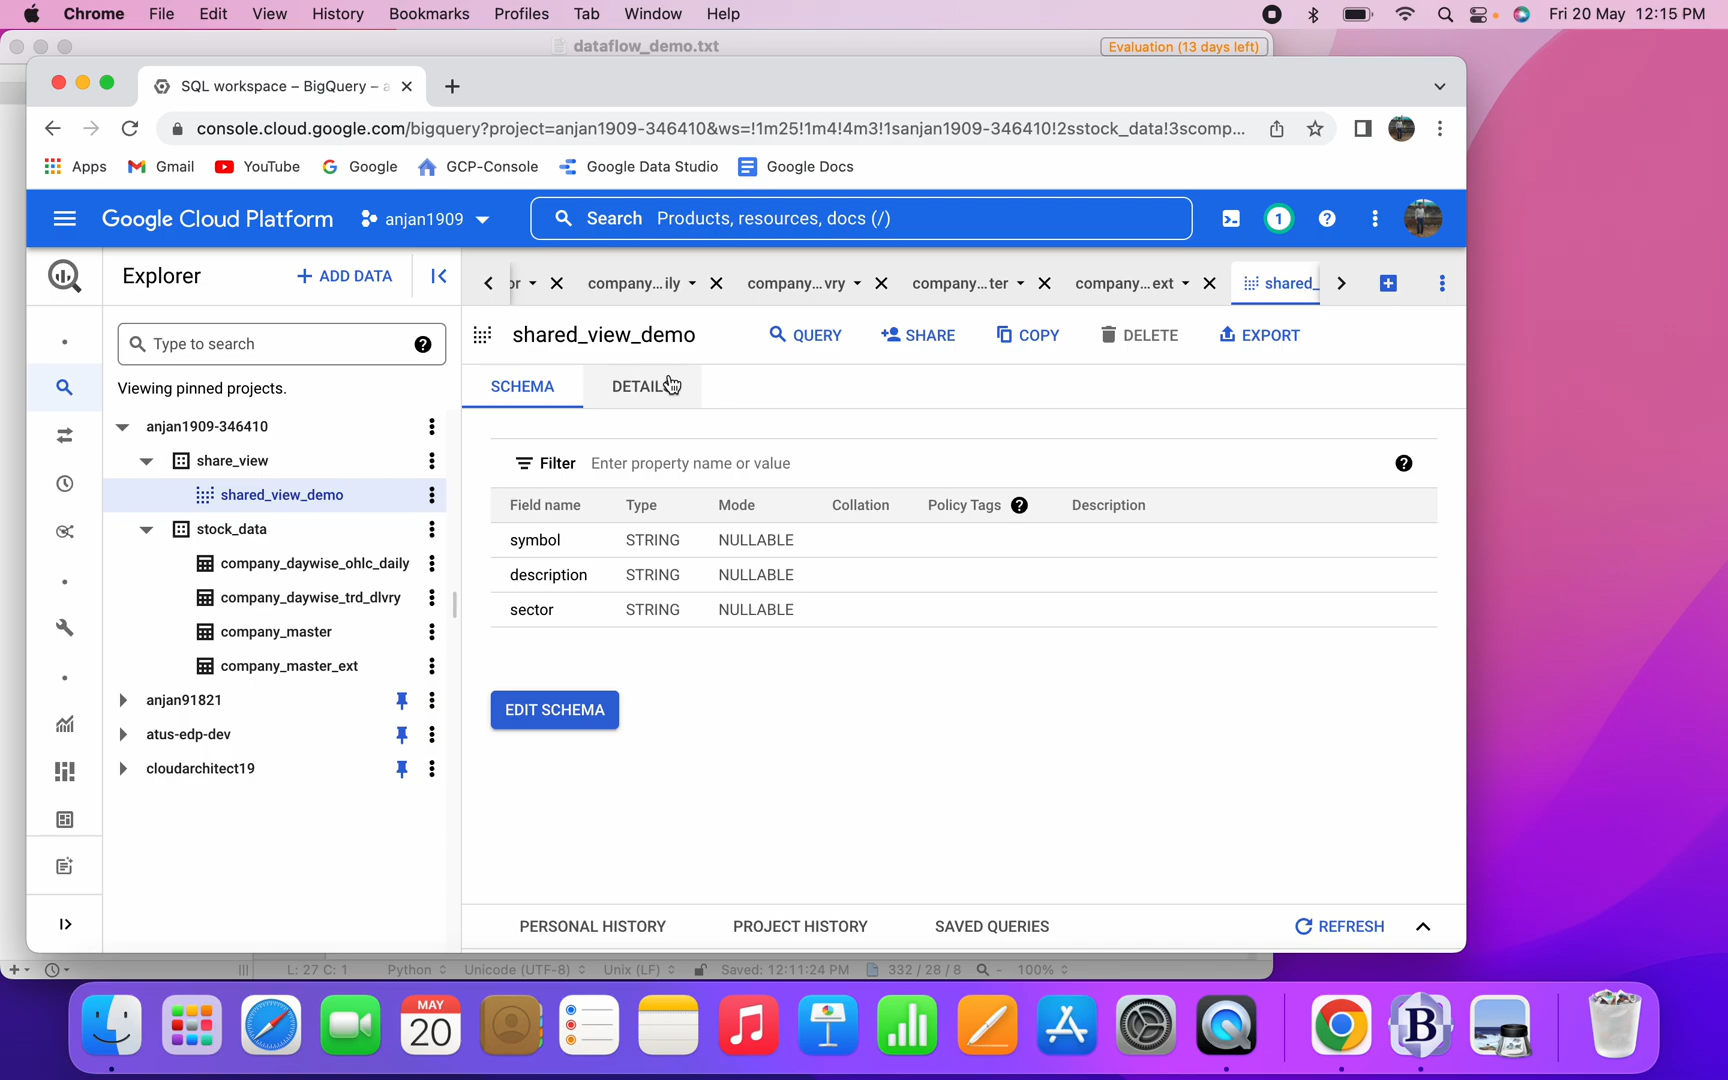 Chrome File Edit View History Bookmarks Profiles Tab Window Help Fri 20 May 12:15 PM
dataflow_demo.txt Evaluation (13 days left)
SQL workspace – BigQuery – a
console.cloud.google.com/bigquery?project=anjan1909-346410&ws=!1m25!1m4!4m3!1sanjan1909-346410!2sstock_data!3scomp...
Apps Gmail YouTube Google GCP-Console Google Data Studio Google Docs
Google Cloud Platform anjan1909 Search Products, resources, docs (/) 1
Explorer + ADD DATA or company...ily company...vry company...ter company...ext shared_
Type to search
shared_view_demo QUERY SHARE COPY DELETE EXPORT
Viewing pinned projects.
SCHEMA DETAILS
anjan1909-346410
share_view
Filter Enter property name or value
shared_view_demo
Field name Type Mode Collation Policy Tags Description
stock_data
symbol STRING NULLABLE
company_daywise_ohlc_daily
description STRING NULLABLE
company_daywise_trd_dlvry
sector STRING NULLABLE
company_master
company_master_ext
anjan91821
EDIT SCHEMA
atus-edp-dev
cloudarchitect19
PERSONAL HISTORY PROJECT HISTORY SAVED QUERIES REFRESH
L: 27 C: 1 Python Unicode (UTF-8) Unix (LF) Saved: 12:11:24 PM 332 / 28 / 8 100%
MAY
20
B